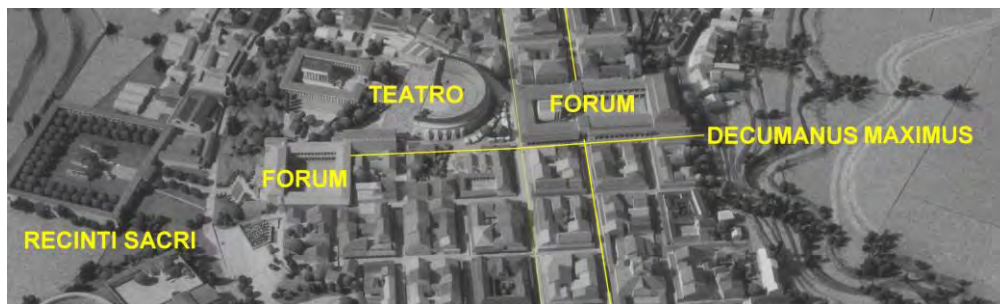 TEATRO
FORUM
DECUMANUS MAXIMUS
FORUM
RECINTI SACRI